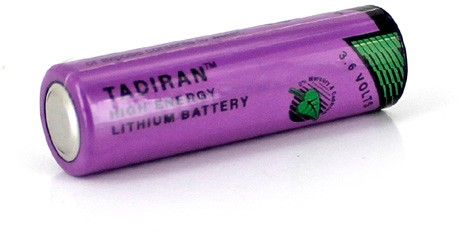 TADIRAN™
HIGH ENERGY
LITHIUM BATTERY
3.6 VOLTS